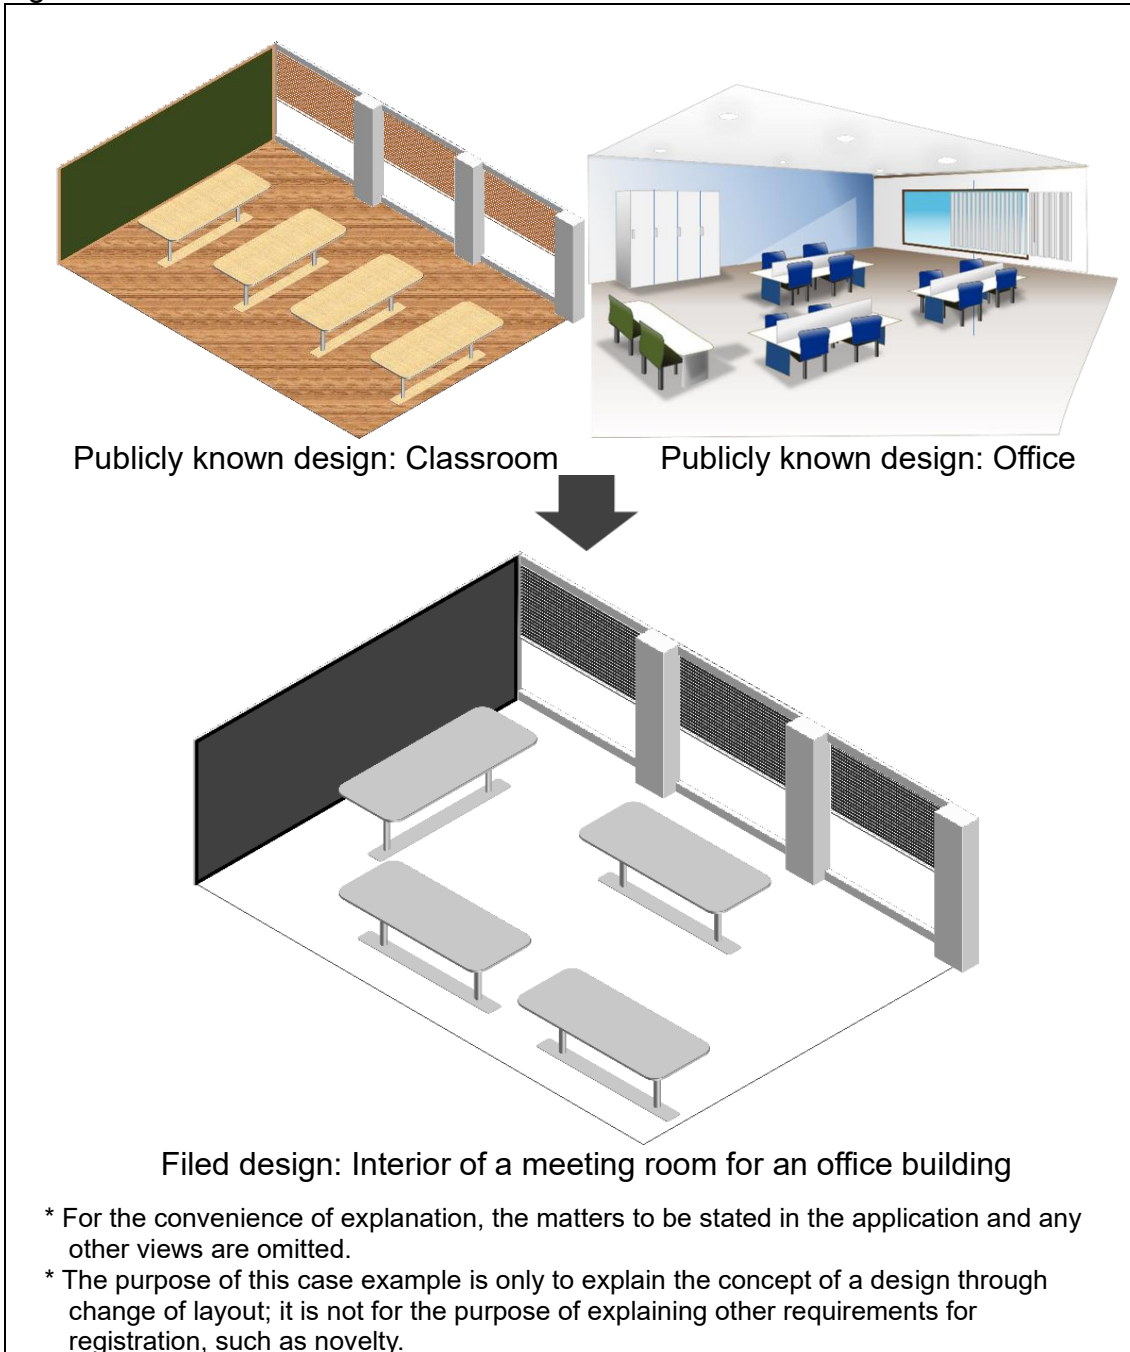 Publicly known design: Classroom
Publicly known design: Office
Filed design: Interior of a meeting room for an office building
* For the convenience of explanation, the matters to be stated in the application and any
other views are omitted.
* The purpose of this case example is only to explain the concept of a design through
change of layout; it is not for the purpose of explaining other requirements for
registration, such as novelty.